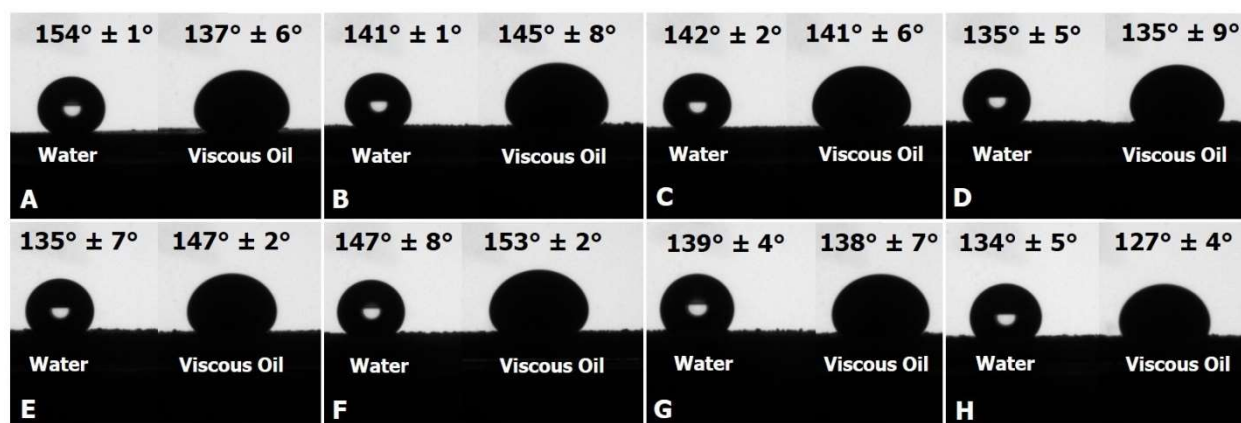 154° ± 1° 137° ± 6° 141° ± 1° 145° ± 8° 142° ± 2° 141° ± 6° 135° ± 5° 135° ± 9°
Water Viscous Oil Water Viscous Oil Water Viscous Oil Water Viscous Oil
A B C D
135° ± 7° 147° ± 2° 147° ± 8° 153° ± 2° 139° ± 4° 138° ± 7° 134° ± 5° 127° ± 4°
Water Viscous Oil Water Viscous Oil Water Viscous Oil Water Viscous Oil
E F G H